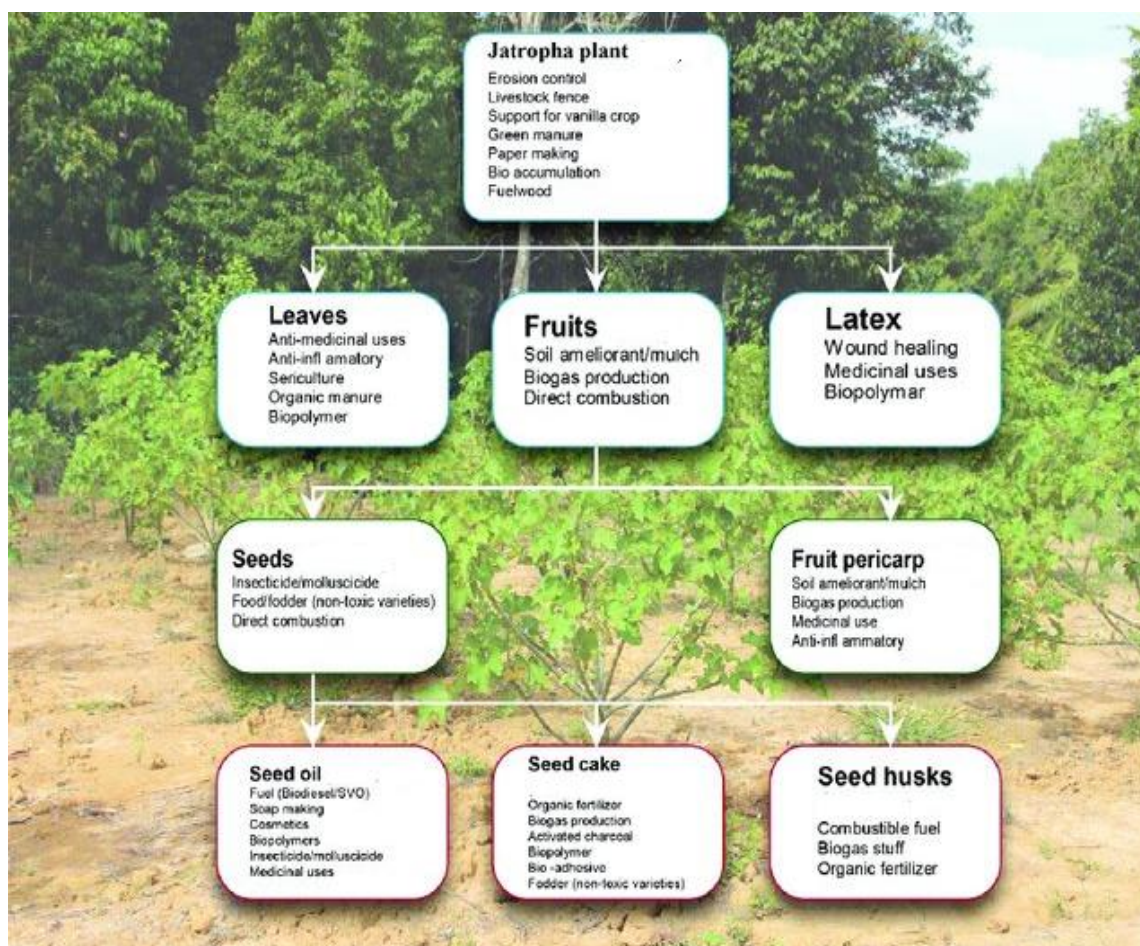 Jatropha plant
Erosion control
Livestock fence
Support for vanilla crop
Green manure
Paper making
Bio accumulation
Fuelwood
Leaves
Anti-medicinal uses
Anti-infl amatory
Sericulture
Organic manure
Biopolymer
Fruits
Soil ameliorant/mulch
Biogas production
Direct combustion
Latex
Wound healing
Medicinal uses
Biopolymar
Seeds
Insecticide/molluscicide
Food/fodder (non-toxic varieties)
Direct combustion
Fruit pericarp
Soil ameliorant/mulch
Biogas production
Medicinal use
Anti-infl ammatory
Seed oil
Fuel (Biodiesel/SVO)
Soap making
Cosmetics
Biopolymers
Insecticide/molluscicide
Medicinal uses
Seed cake
Organic fertilizer
Biogas production
Activated charcoal
Biopolymer
Bio -adhesive
Fodder (non-toxic varieties)
Seed husks
Combustible fuel
Biogas stuff
Organic fertilizer